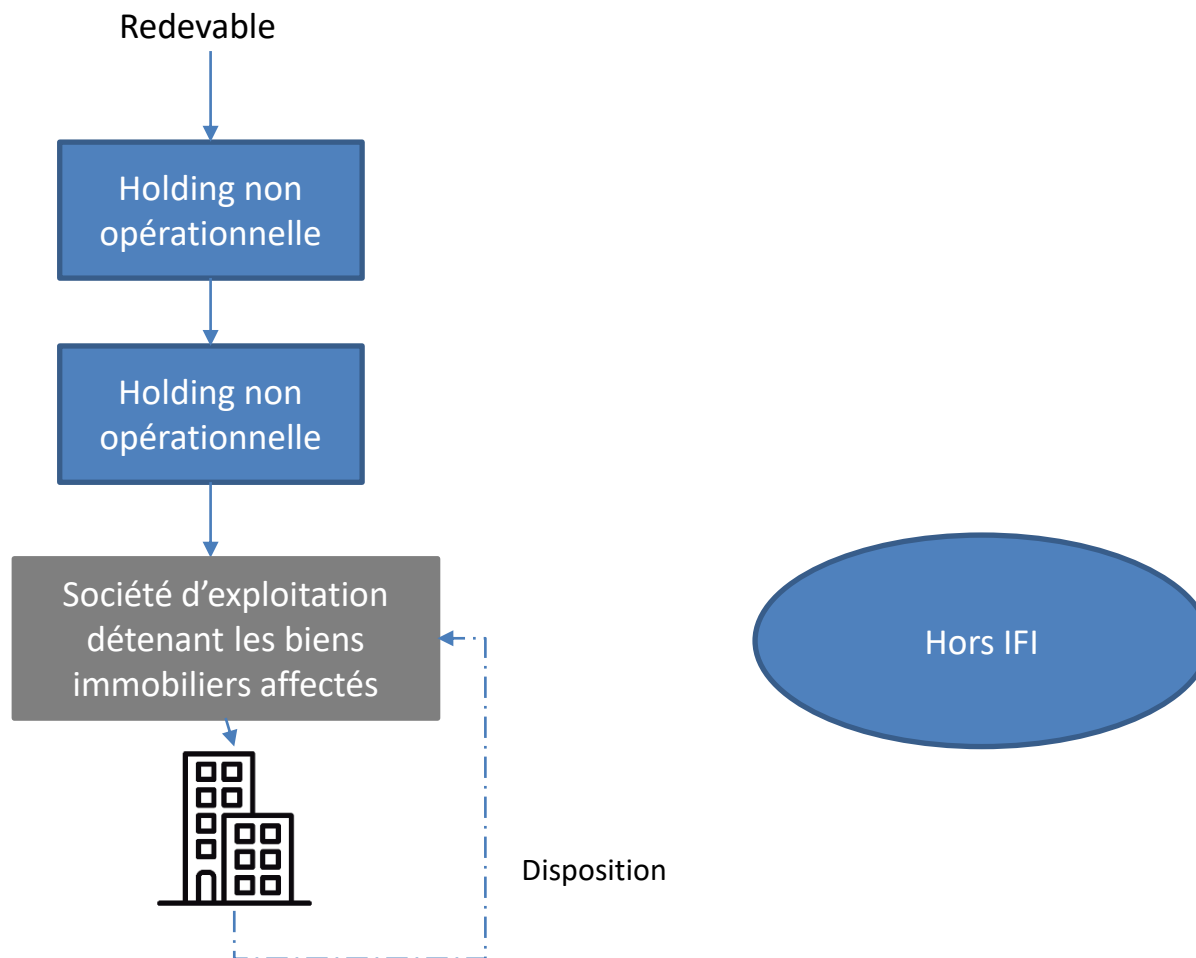 Redevable
Holding non
opérationnelle
Holding non
opérationnelle
Société d’exploitation
détenant les biens
immobiliers affectés
Hors IFI
Disposition